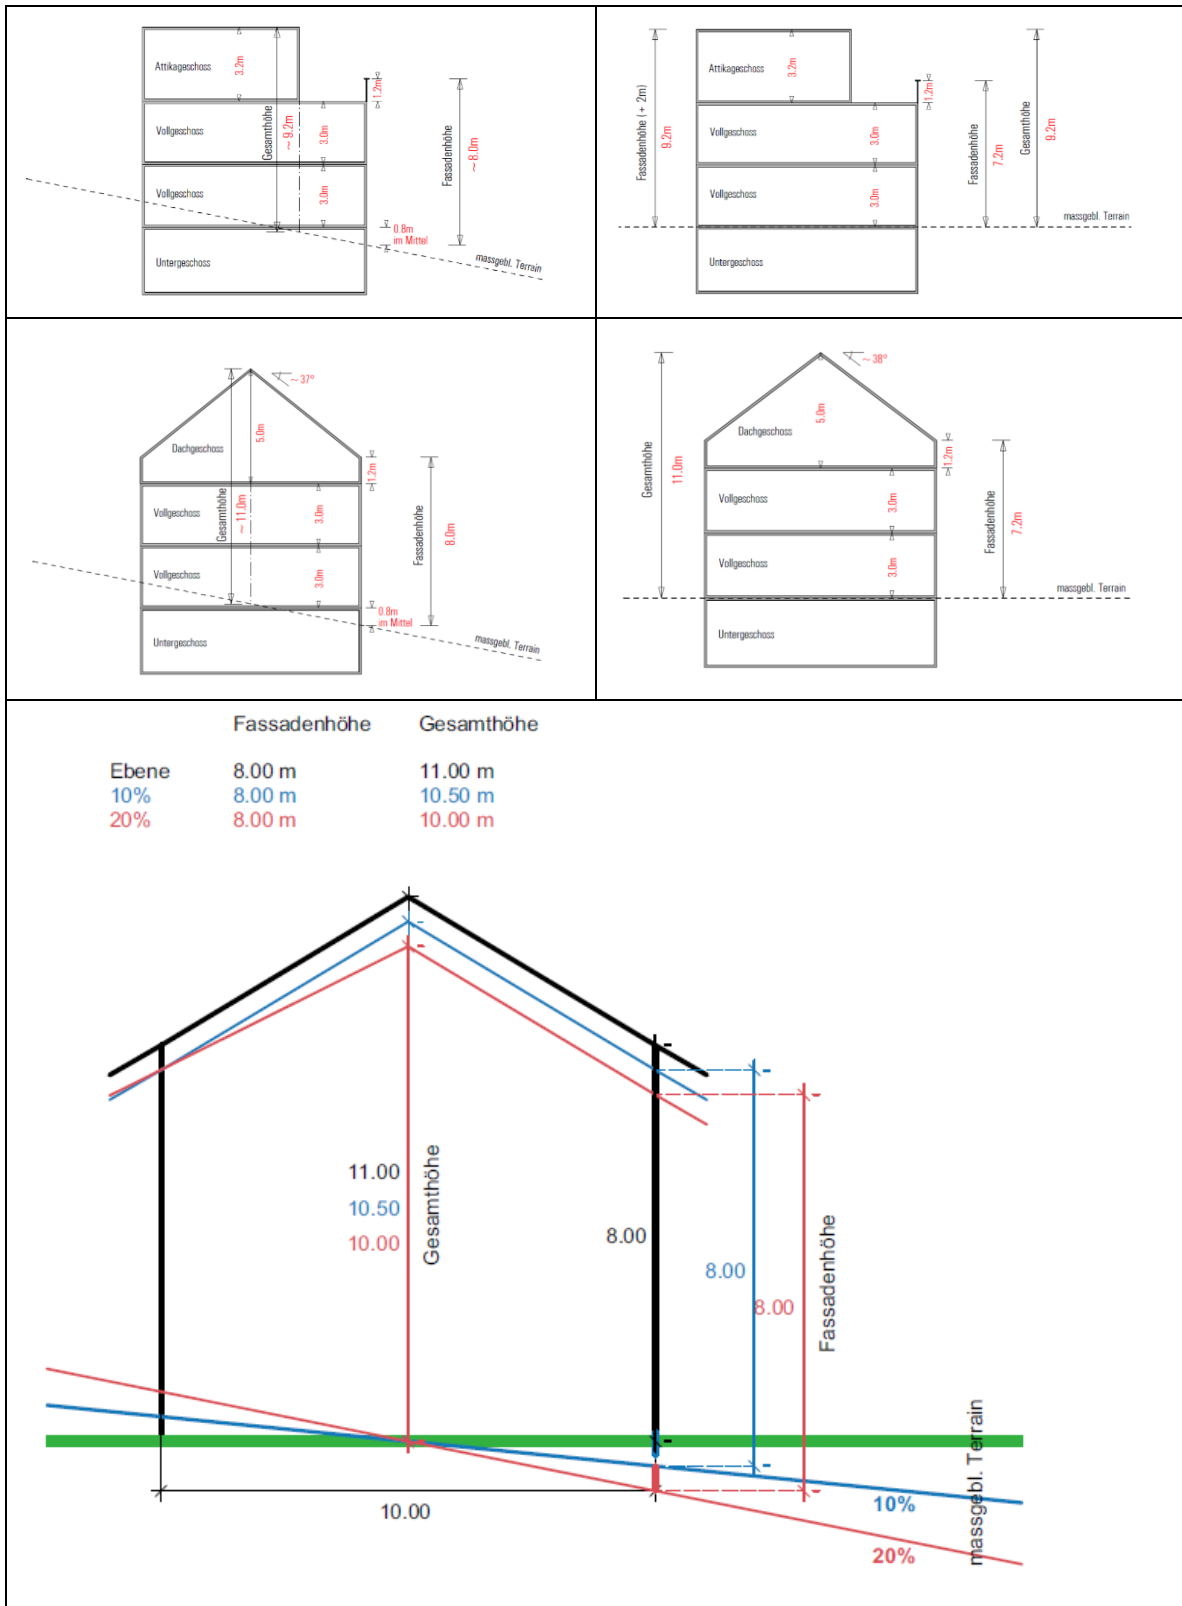 Attikageschoss
3.2m
1.2m
Vollgeschoss
Gesamthöhe
~ 9.2m
3.0m
Fassadenhöhe
~ 8.0m
Vollgeschoss
3.0m
0.8m
im Mittel
massgebl. Terrain
Untergeschoss
Fassadenhöhe (+ 2m)
9.2m
Attikageschoss
3.2m
1.2m
Gesamthöhe
9.2m
Vollgeschoss
3.0m
Fassadenhöhe
7.2m
Vollgeschoss
3.0m
massgebl. Terrain
Untergeschoss
~ 37°
Dachgeschoss
5.0m
1.2m
Vollgeschoss
Gesamthöhe
~ 11.0m
3.0m
Fassadenhöhe
8.0m
Vollgeschoss
3.0m
0.8m
im Mittel
massgebl. Terrain
Untergeschoss
~ 38°
Dachgeschoss
5.0m
1.2m
Gesamthöhe
11.0m
Vollgeschoss
3.0m
Fassadenhöhe
7.2m
Vollgeschoss
3.0m
massgebl. Terrain
Untergeschoss
Fassadenhöhe Gesamthöhe
Ebene 8.00 m 11.00 m
10% 8.00 m 10.50 m
20% 8.00 m 10.00 m
11.00
10.50
10.00
Gesamthöhe
8.00
8.00
8.00
Fassadenhöhe
massgebl. Terrain
10.00
10%
20%